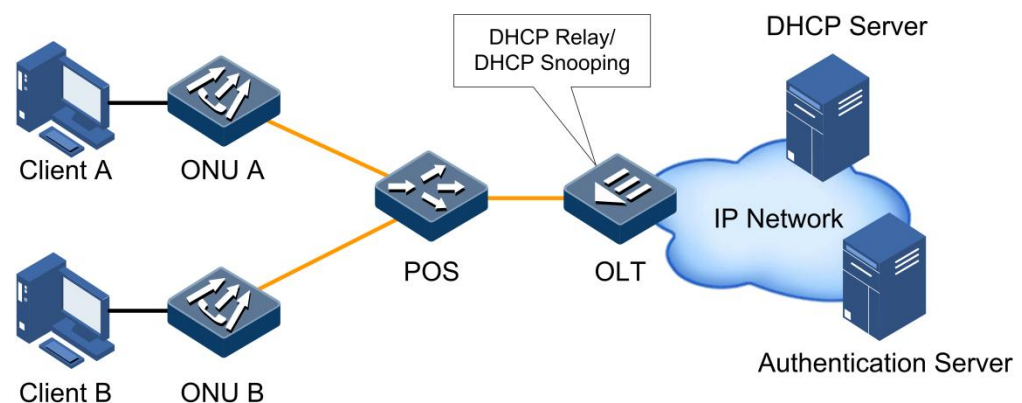 DHCP Relay/
DHCP Snooping
DHCP Server
Client A
ONU A
POS
OLT
IP Network
Client B
ONU B
Authentication Server